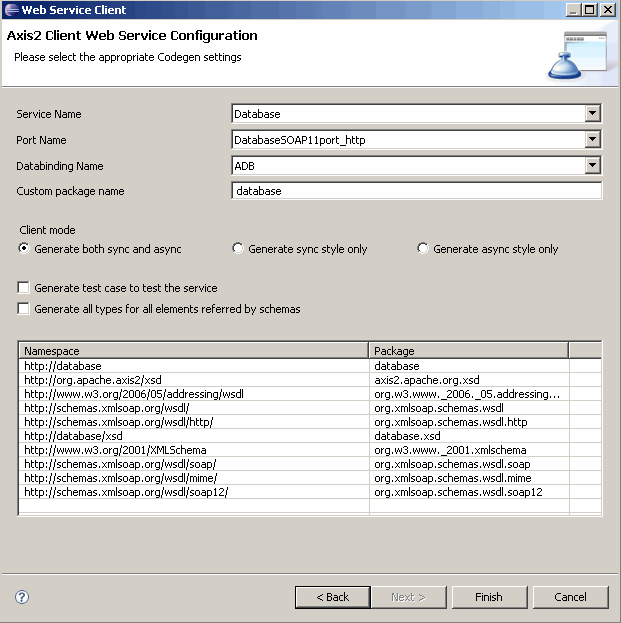 Web Service Client
Axis2 Client Web Service Configuration
Please select the appropriate Codegen settings
Service Name Database
Port Name DatabaseSOAP11port_http
Databinding Name ADB
Custom package name database
Client mode
Generate both sync and async Generate sync style only Generate async style only
Generate test case to test the service
Generate all types for all elements referred by schemas
Namespace Package
http://database database
http://org.apache.axis2/xsd axis2.apache.org.xsd
http://www.w3.org/2006/05/addressing/wsdl org.w3.www._2006._05.addressing...
http://schemas.xmlsoap.org/wsdl/ org.xmlsoap.schemas.wsdl
http://schemas.xmlsoap.org/wsdl/http/ org.xmlsoap.schemas.wsdl.http
http://database/xsd database.xsd
http://www.w3.org/2001/XMLSchema org.w3.www._2001.xmlschema
http://schemas.xmlsoap.org/wsdl/soap/ org.xmlsoap.schemas.wsdl.soap
http://schemas.xmlsoap.org/wsdl/mime/ org.xmlsoap.schemas.wsdl.mime
http://schemas.xmlsoap.org/wsdl/soap12/ org.xmlsoap.schemas.wsdl.soap12
? < Back Next > Finish Cancel